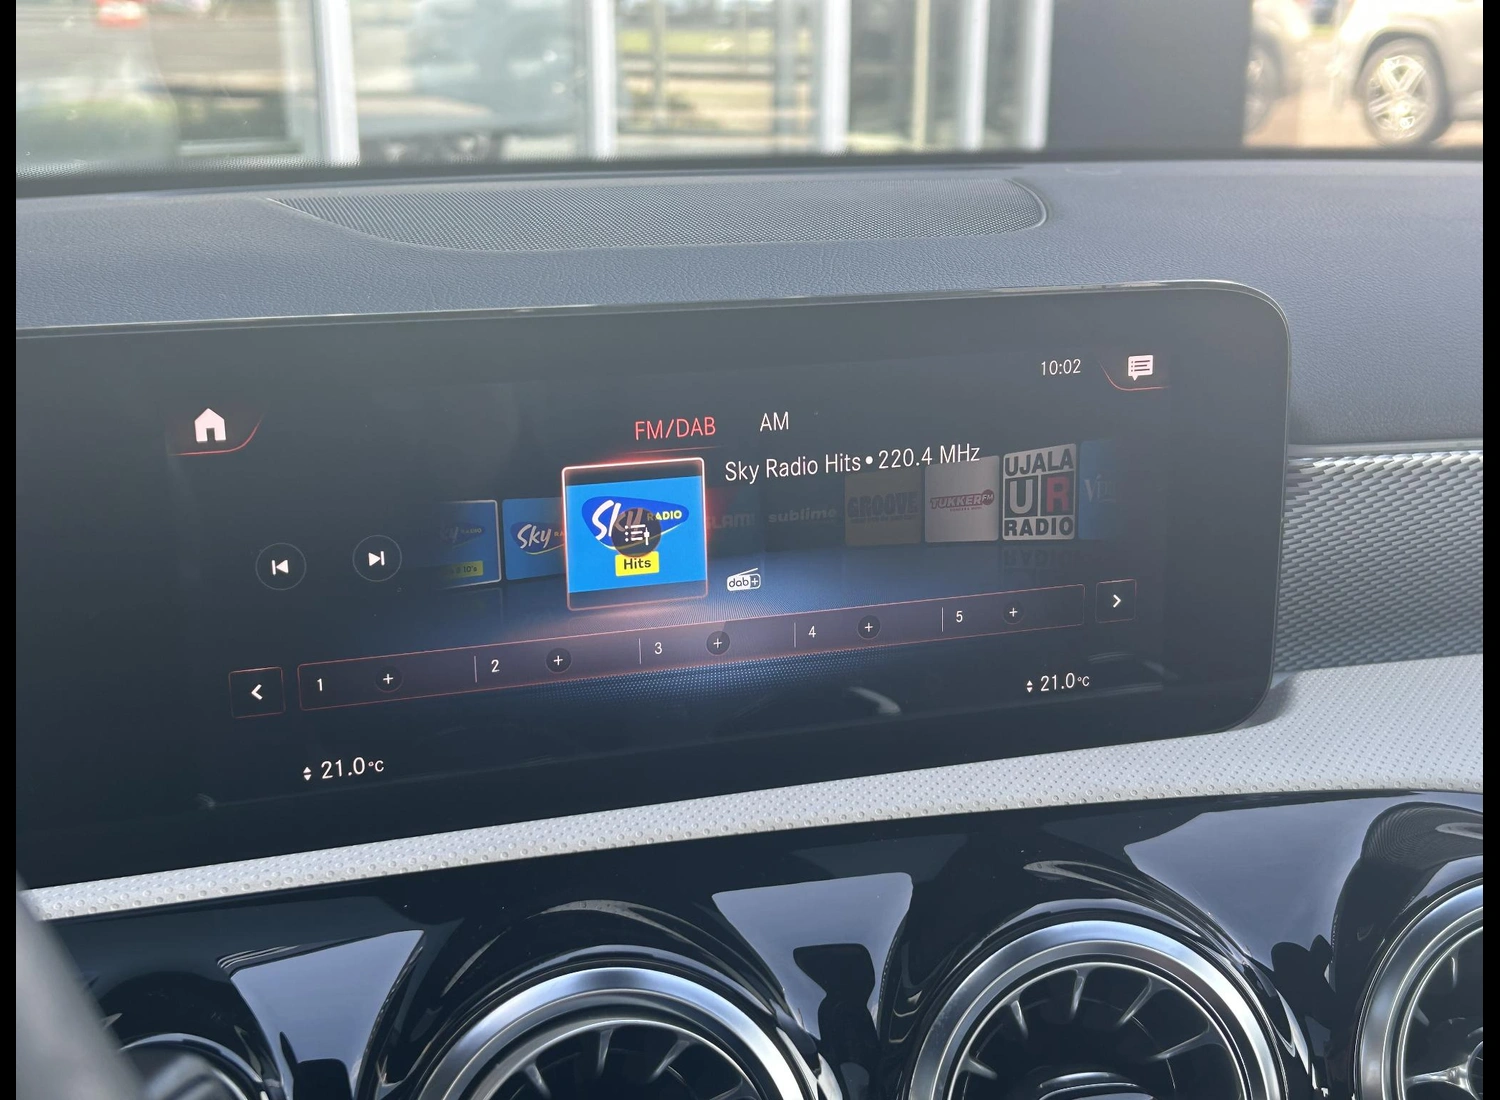 10:02
FM/DAB AM
Sky Radio Hits • 220.4 MHz
Sky RADIO
Hits
SLAM!
sublime
GROOVE
TUKKER FM
UJALA
UR
RADIO
dab+
1 + 2 + 3 + 4 + 5 +
21.0°C
21.0°C